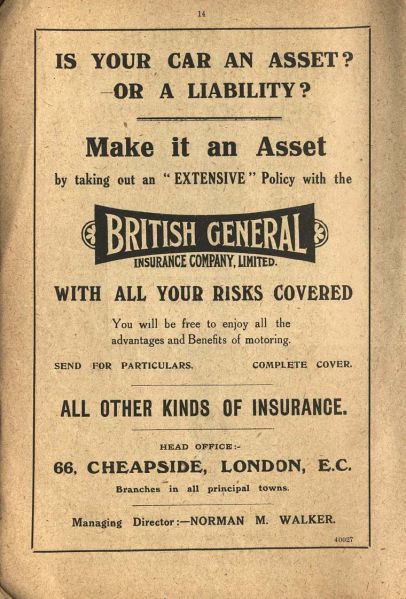 14
IS YOUR CAR AN ASSET?
OR A LIABILITY?
Make it an Asset
by taking out an "EXTENSIVE" Policy with the
BRITISH GENERAL
INSURANCE COMPANY, LIMITED.
WITH ALL YOUR RISKS COVERED
You will be free to enjoy all the
advantages and Benefits of motoring.
SEND FOR PARTICULARS. COMPLETE COVER.
ALL OTHER KINDS OF INSURANCE.
HEAD OFFICE:-
66, CHEAPSIDE, LONDON, E.C.
Branches in all principal towns.
Managing Director:—NORMAN M. WALKER.
40027